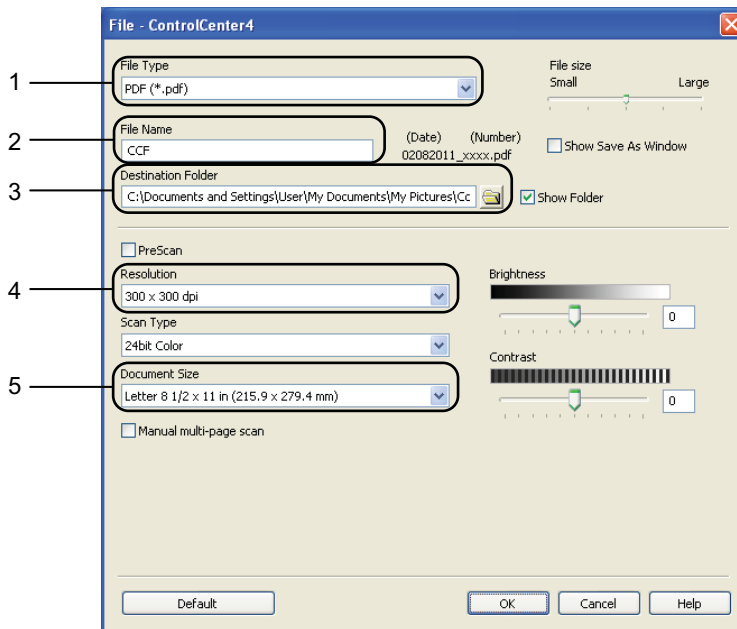 File - ControlCenter4
1
File Type
PDF (*.pdf)
File size
Small Large
2
File Name
CCF
(Date) (Number)
02082011_xxxx.pdf
Show Save As Window
3
Destination Folder
C:\Documents and Settings\User\My Documents\My Pictures\Cc
Show Folder
PreScan
4
Resolution
300 x 300 dpi
Brightness
0
Scan Type
24bit Color
Contrast
0
5
Document Size
Letter 8 1/2 x 11 in (215.9 x 279.4 mm)
Manual multi-page scan
Default OK Cancel Help